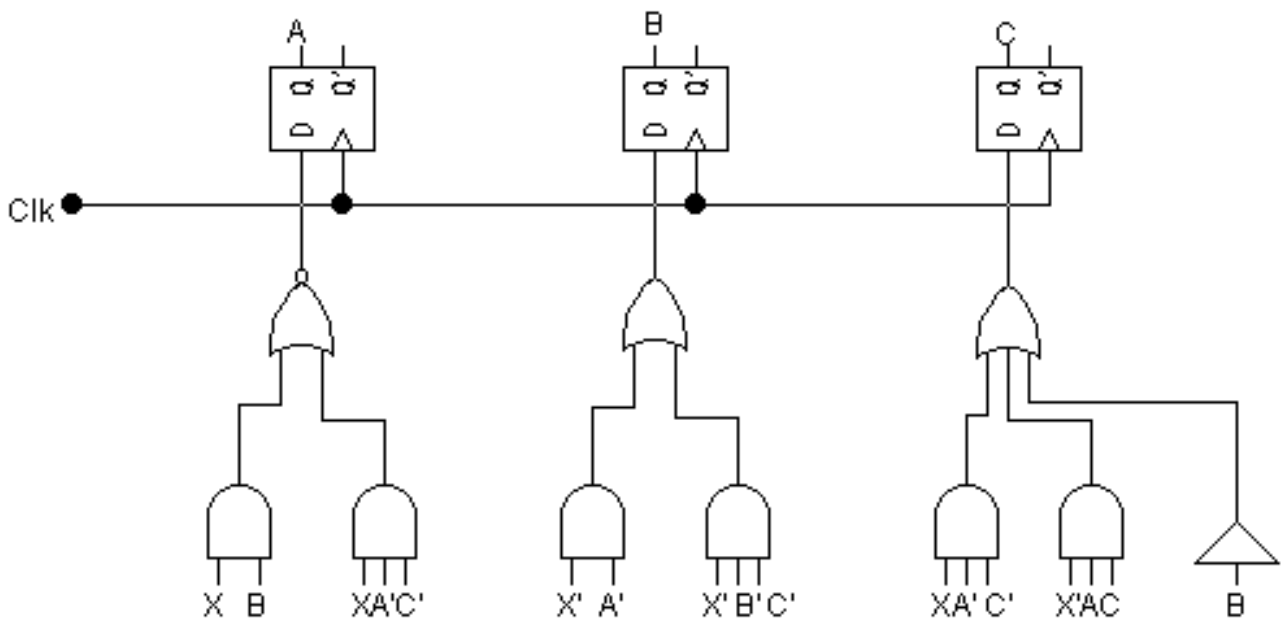 A B C
Q Q' Q Q' Q Q'
D D D
Clk
X B XA'C' X' A' X' B' C' XA' C' X'AC B